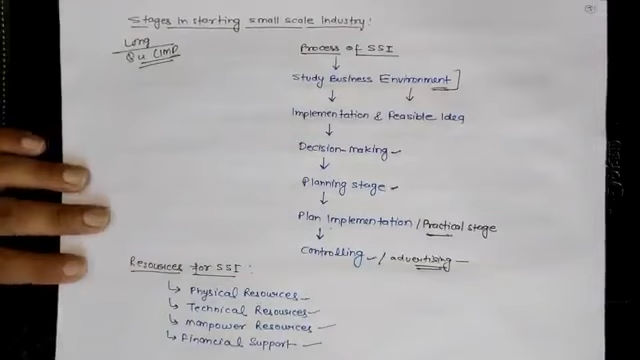 Stages in starting small scale Industry:
Long
Qu (IMP)
Process of SSI
↓
Study Business Environment
↓ ↓
Implementation & Feasible Idea
↓
Decision-making
↓
Planning stage
↓
Plan Implementation / Practical stage
↓
Controlling / advertising
Resources for SSI:
↳ Physical Resources
↳ Technical Resources
↳ Manpower Resources
↳ Financial Support